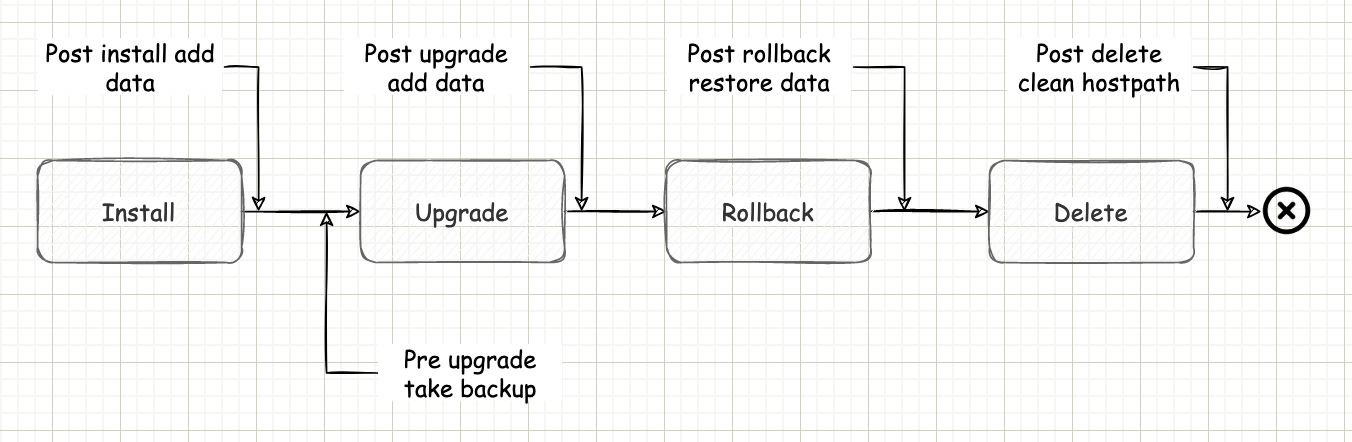 Post install add
data
Post upgrade
add data
Post rollback
restore data
Post delete
clean hostpath
Install
Upgrade
Rollback
Delete
Pre upgrade
take backup